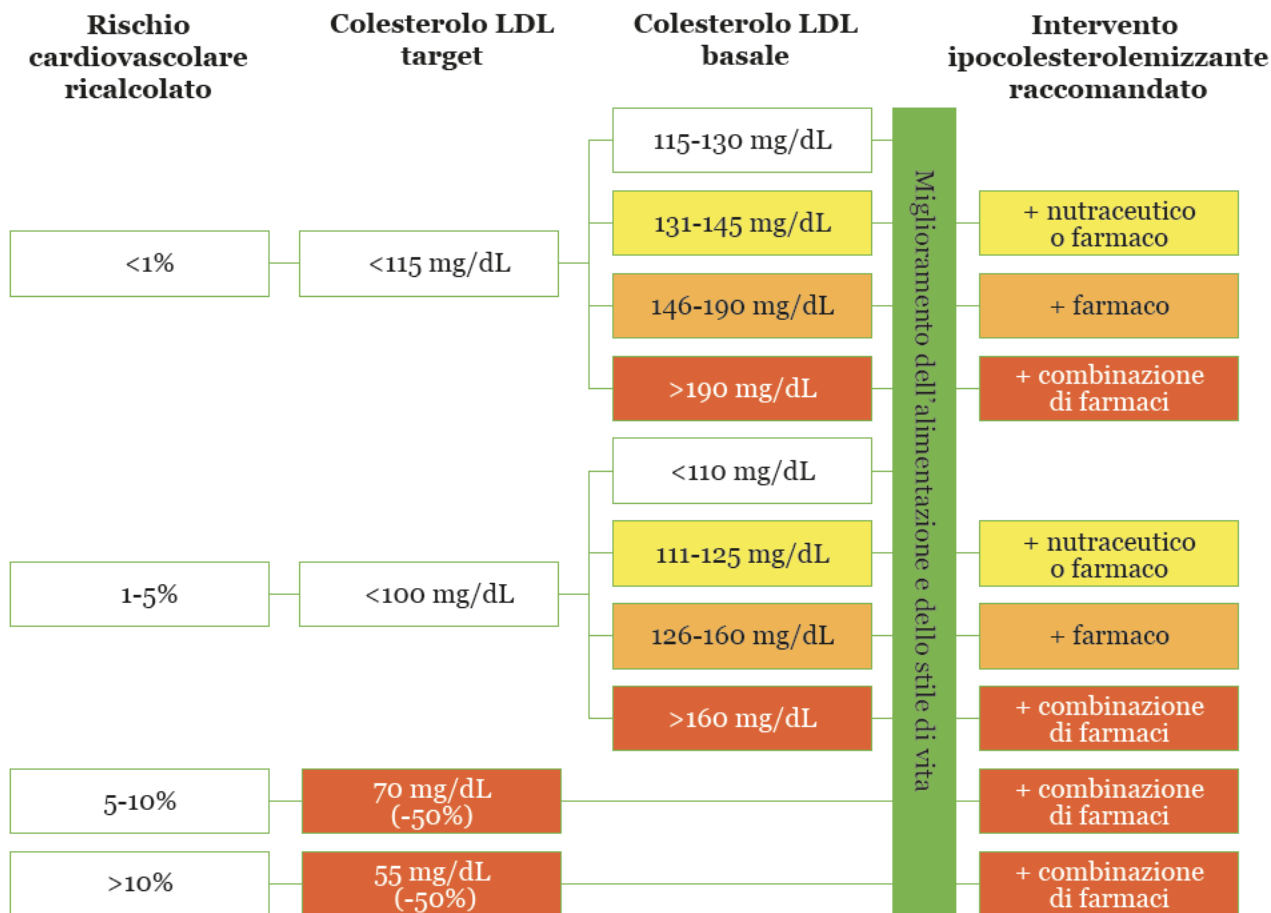 Rischio
cardiovascolare
ricalcolato
Colesterolo LDL
target
Colesterolo LDL
basale
Intervento
ipocolesterolemizzante
raccomandato
<1%
<115 mg/dL
115-130 mg/dL
131-145 mg/dL
146-190 mg/dL
>190 mg/dL
Miglioramento dell'alimentazione e dello stile di vita
+ nutraceutico
o farmaco
+ farmaco
+ combinazione
di farmaci
1-5%
<100 mg/dL
<110 mg/dL
111-125 mg/dL
+ nutraceutico
o farmaco
126-160 mg/dL
+ farmaco
>160 mg/dL
+ combinazione
di farmaci
5-10%
70 mg/dL
(-50%)
+ combinazione
di farmaci
>10%
55 mg/dL
(-50%)
+ combinazione
di farmaci